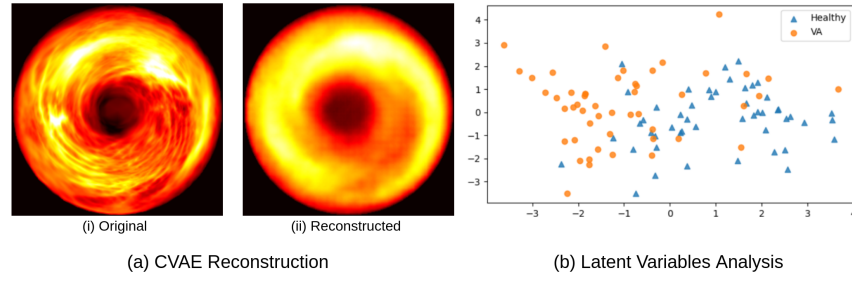 Healthy
VA
4
3
2
1
0
−1
−2
−3
−3 −2 −1 0 1 2 3 4
(i) Original
(ii) Reconstructed
(a) CVAE Reconstruction
(b) Latent Variables Analysis